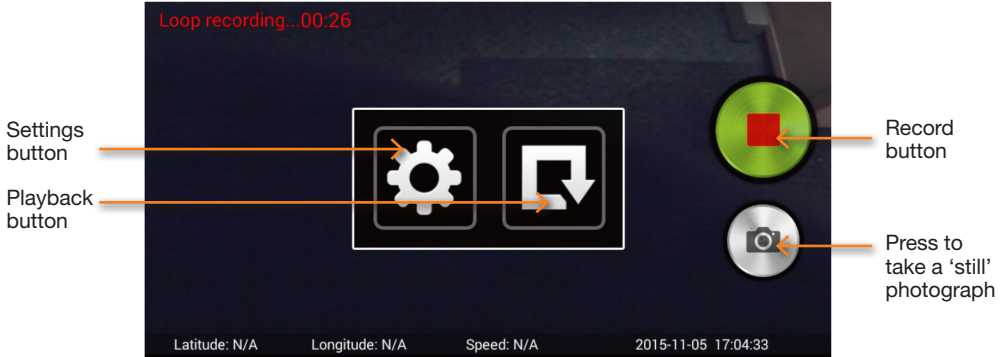 Loop recording...00:26
Settings
button
Playback
button
Record
button
Press to
take a ‘still’
photograph
Latitude: N/A Longitude: N/A Speed: N/A 2015-11-05 17:04:33